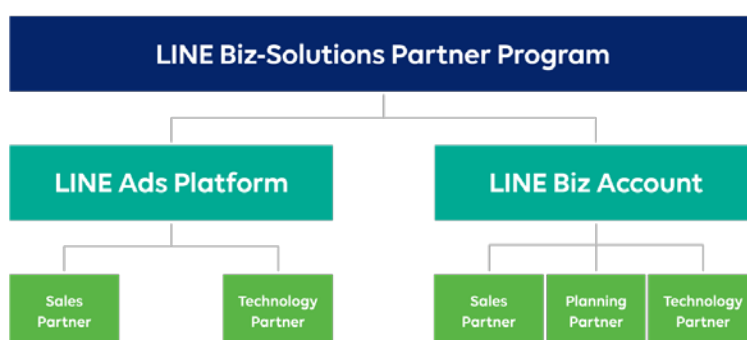 LINE Biz-Solutions Partner Program
LINE Ads Platform
LINE Biz Account
Sales
Partner
Technology
Partner
Sales
Partner
Planning
Partner
Technology
Partner